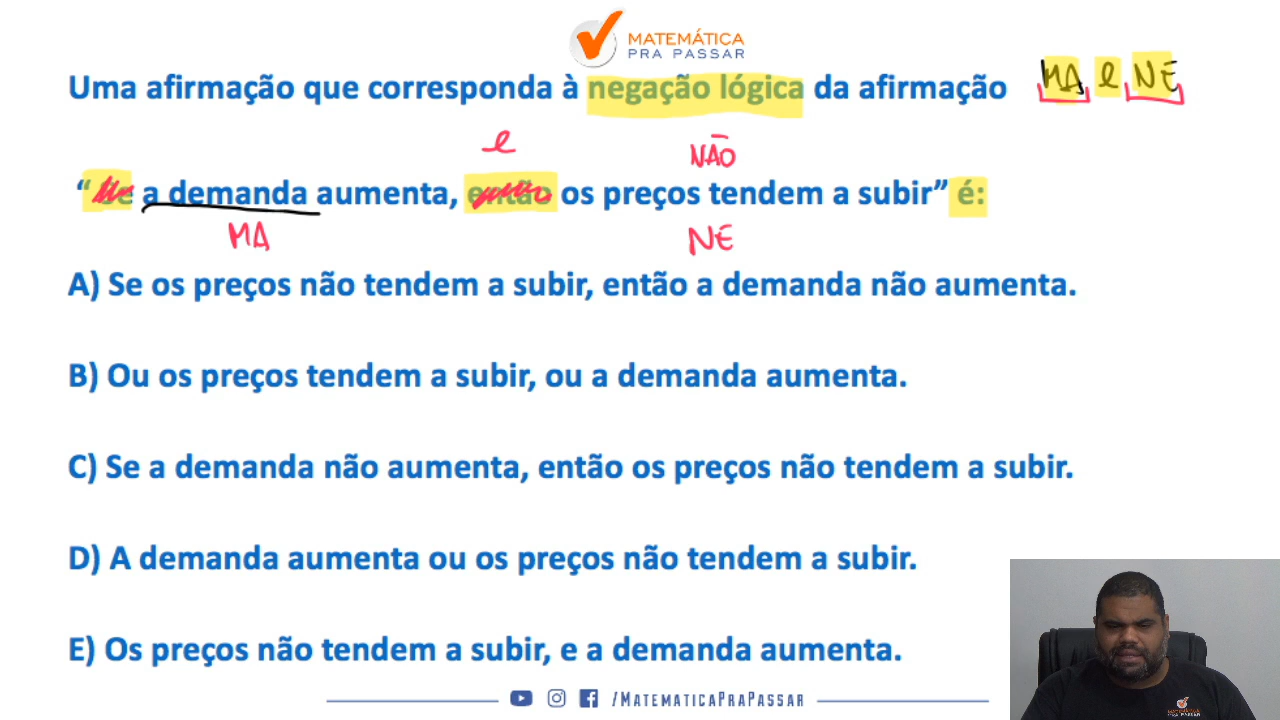 MATEMÁTICA
PRA PASSAR
Uma afirmação que corresponda à negação lógica da afirmação MA e NE
e NÃO
“ a demanda aumenta, então os preços tendem a subir” é:
MA NE
A) Se os preços não tendem a subir, então a demanda não aumenta.
B) Ou os preços tendem a subir, ou a demanda aumenta.
C) Se a demanda não aumenta, então os preços não tendem a subir.
D) A demanda aumenta ou os preços não tendem a subir.
E) Os preços não tendem a subir, e a demanda aumenta.
/MATEMATICAPRAPASSAR